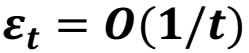 ε_t = O(1/t)